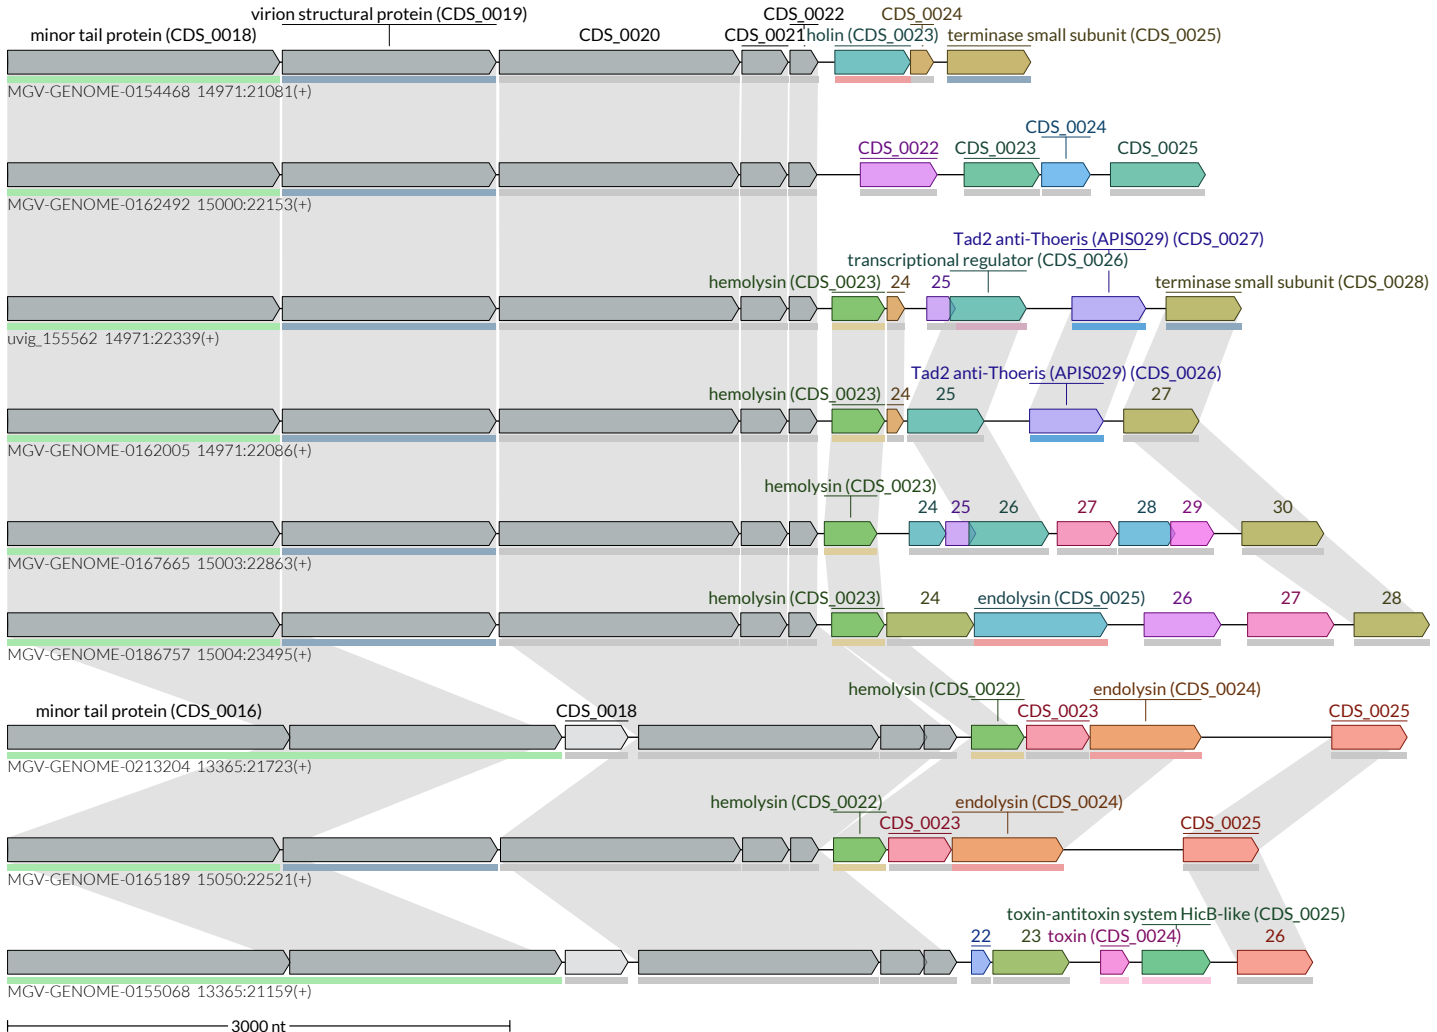 virion structural protein (CDS_0019) CDS_0022 CDS_0024
minor tail protein (CDS_0018) CDS_0020 CDS_0021 holin (CDS_0023) terminase small subunit (CDS_0025)
MGV-GENOME-0154468 14971:21081(+)
CDS_0024
CDS_0022 CDS_0023 CDS_0025
MGV-GENOME-0162492 15000:22153(+)
Tad2 anti-Thoeris (APIS029) (CDS_0027)
transcriptional regulator (CDS_0026)
hemolysin (CDS_0023) 24 25 terminase small subunit (CDS_0028)
uvig_155562 14971:22339(+)
Tad2 anti-Thoeris (APIS029) (CDS_0026)
hemolysin (CDS_0023) 24 25 27
MGV-GENOME-0162005 14971:22086(+)
hemolysin (CDS_0023)
24 25 26 27 28 29 30
MGV-GENOME-0167665 15003:22863(+)
hemolysin (CDS_0023) 24 endolysin (CDS_0025) 26 27 28
MGV-GENOME-0186757 15004:23495(+)
hemolysin (CDS_0022) endolysin (CDS_0024)
minor tail protein (CDS_0016) CDS_0018 CDS_0023 CDS_0025
MGV-GENOME-0213204 13365:21723(+)
hemolysin (CDS_0022) endolysin (CDS_0024)
CDS_0023 CDS_0025
MGV-GENOME-0165189 15050:22521(+)
toxin-antitoxin system HicB-like (CDS_0025)
22 23 toxin (CDS_0024) 26
MGV-GENOME-0155068 13365:21159(+)
3000 nt